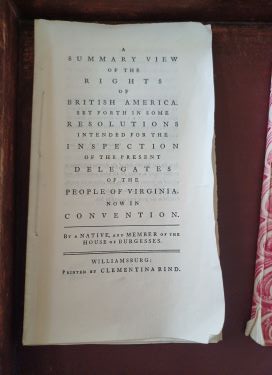 A
SUMMARY VIEW
OF THE
RIGHTS
OF
BRITISH AMERICA.
SET FORTH IN SOME
RESOLUTIONS
INTENDED FOR THE
INSPECTION
OF THE PRESENT
DELEGATES
OF THE
PEOPLE OF VIRGINIA.
NOW IN
CONVENTION.
BY A NATIVE, AND MEMBER OF THE
HOUSE OF BURGESSES.
WILLIAMSBURG:
PRINTED BY CLEMENTINA RIND.